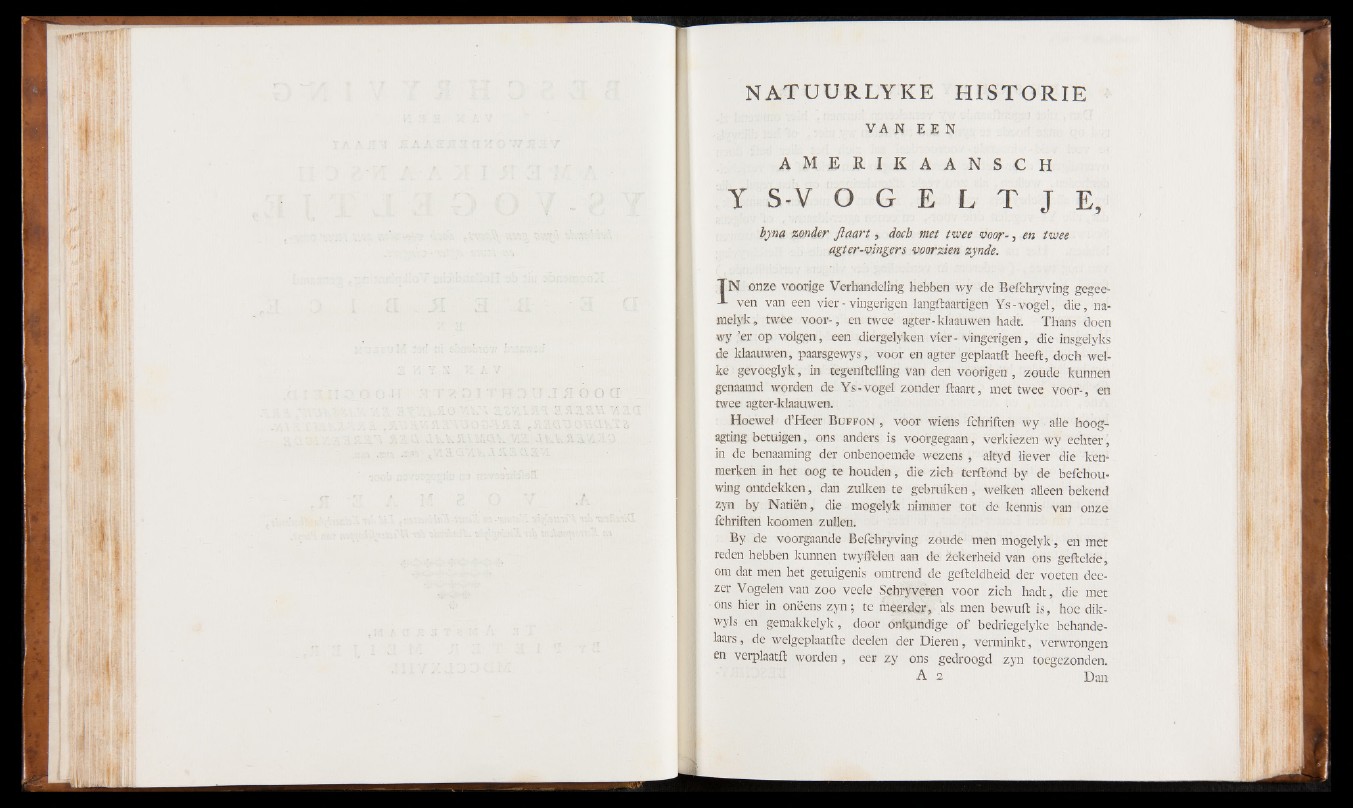 NATUURLYKE HISTORIE
VAN EEN
AMERIKAANSCH
YS-VOGELTJE,
byna zonder ſtaart, doch met twee voor-, en twee
agter-vingers voorzien zynde.
IN onze voorige Verhandeling hebben wy de Beſchryving gegee-
ven van een vier-vingerigen langſtaartigen Ys-vogel, die, na-
melyk, twee voor-, en twee agter-klaauwen hadt. Thans doen
wy 'er op volgen, een diergelyken vier-vingerigen, die inſgelyks
de klaauwen, paarsgewys, voor en agter geplaatſt heeft, doch wel-
ke gevoeglyk, in tegenſtelling van den voorigen, zoude kunnen
genaamd worden de Ys-vogel zonder ſtaart, met twee voor-, en
twee agter-klaauwen.
Hoewel d'Heer BUFFON, voor wiens ſchriften wy alle hoog-
agting betuigen, ons anders is voorgegaan, verkiezen wy echter,
in de benaaming der onbenoemde wezens, altyd liever die ken-
merken in het oog te houden, die zich terſtond by de beſchou-
wing ontdekken, dan zulken te gebruiken, welken alleen bekend
zyn by Natiën, die mogelyk nimmer tot de kennis van onze
ſchriften koomen zullen.
By de voorgaande Beſchryving zoude men mogelyk, en met
reden hebben kunnen twyffelen aan de zekerheid van ons geſtelde,
om dat men het getuigenis omtrend de geſteldheid der voeten dee-
zer Vogelen van zoo veele Schryveren voor zich hadt, die met
ons hier in onëens zyn; te meerder, als men bewuſt is, hoe dik-
wyls en gemakkelyk, door onkundige of bedriegelyke behande-
laars, de welgeplaatſte deelen der Dieren, verminkt, verwrongen
en verplaatſt worden, eer zy ons gedroogd zyn toegezonden.
A 2 Dan